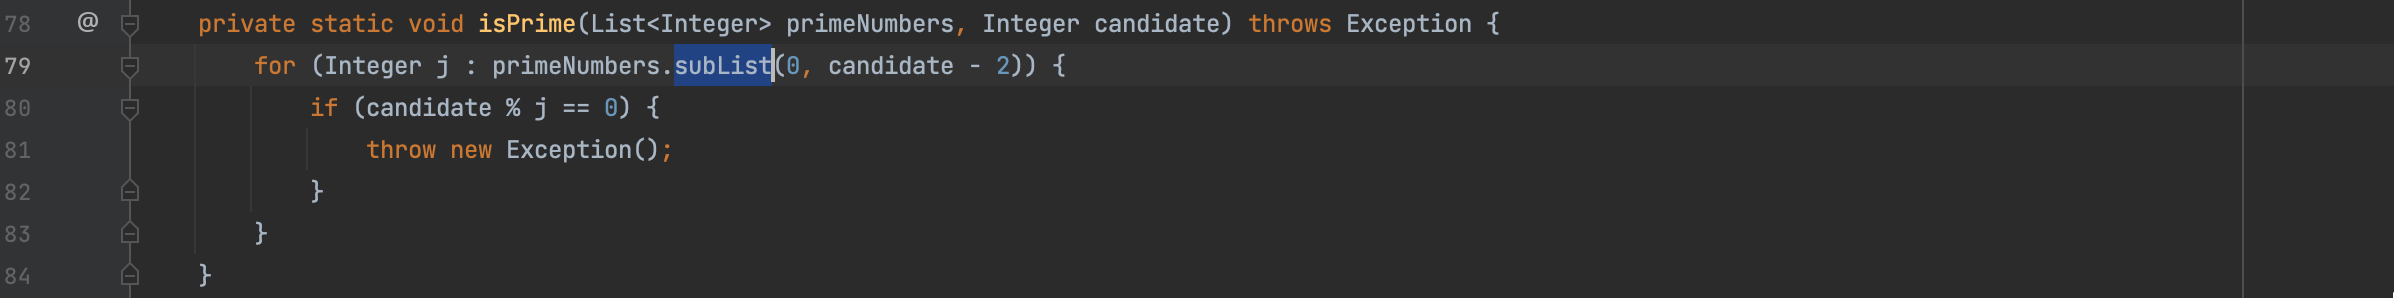 78 @ private static void isPrime(List<Integer> primeNumbers, Integer candidate) throws Exception {
79 for (Integer j : primeNumbers.subList(0, candidate - 2)) {
80 if (candidate % j == 0) {
81 throw new Exception();
82 }
83 }
84 }